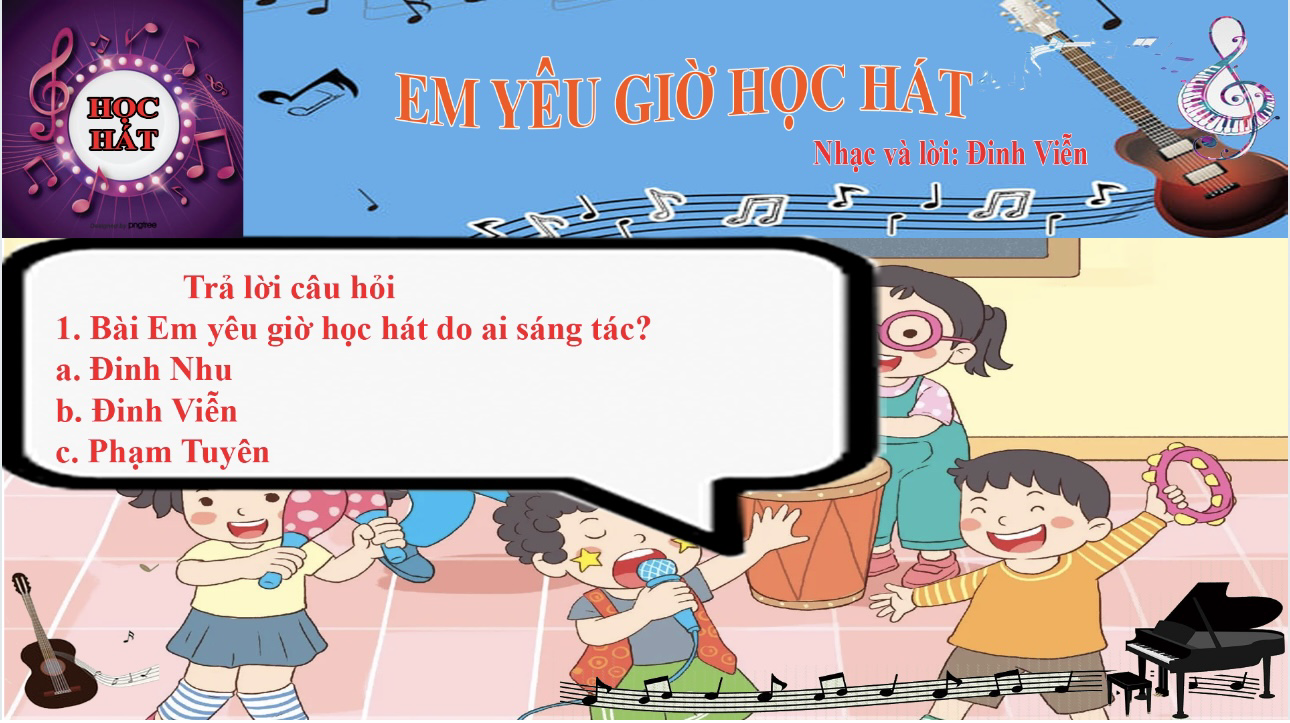 HỌC
HÁT
pngtree
EM YÊU GIỜ HỌC HÁT
Nhạc và lời: Đinh Viễn
Trả lời câu hỏi
1. Bài Em yêu giờ học hát do ai sáng tác?
a. Đinh Nhu
b. Đinh Viễn
c. Phạm Tuyên